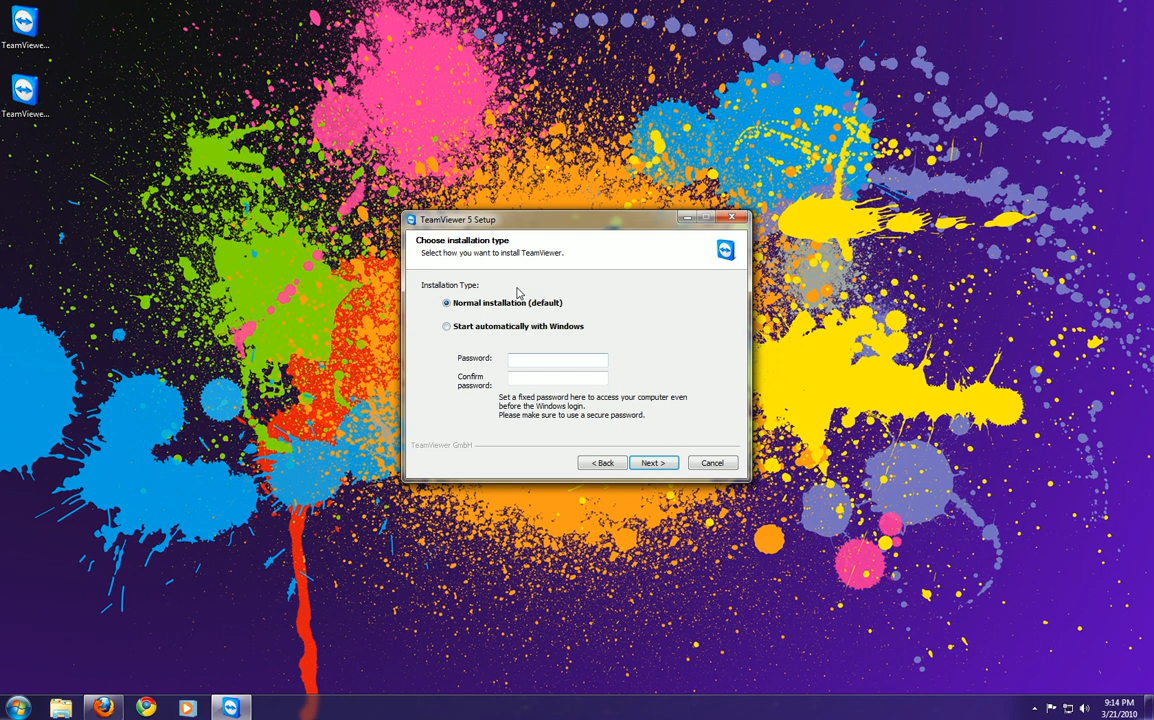 TeamViewe...
TeamViewe...
TeamViewer 5 Setup
Choose installation type
Select how you want to install TeamViewer.
Installation Type:
Normal installation (default)
Start automatically with Windows
Password:
Confirm
password:
Set a fixed password here to access your computer even
before the Windows login.
Please make sure to use a secure password.
TeamViewer GmbH
< Back
Next >
Cancel
9:14 PM
3/21/2010